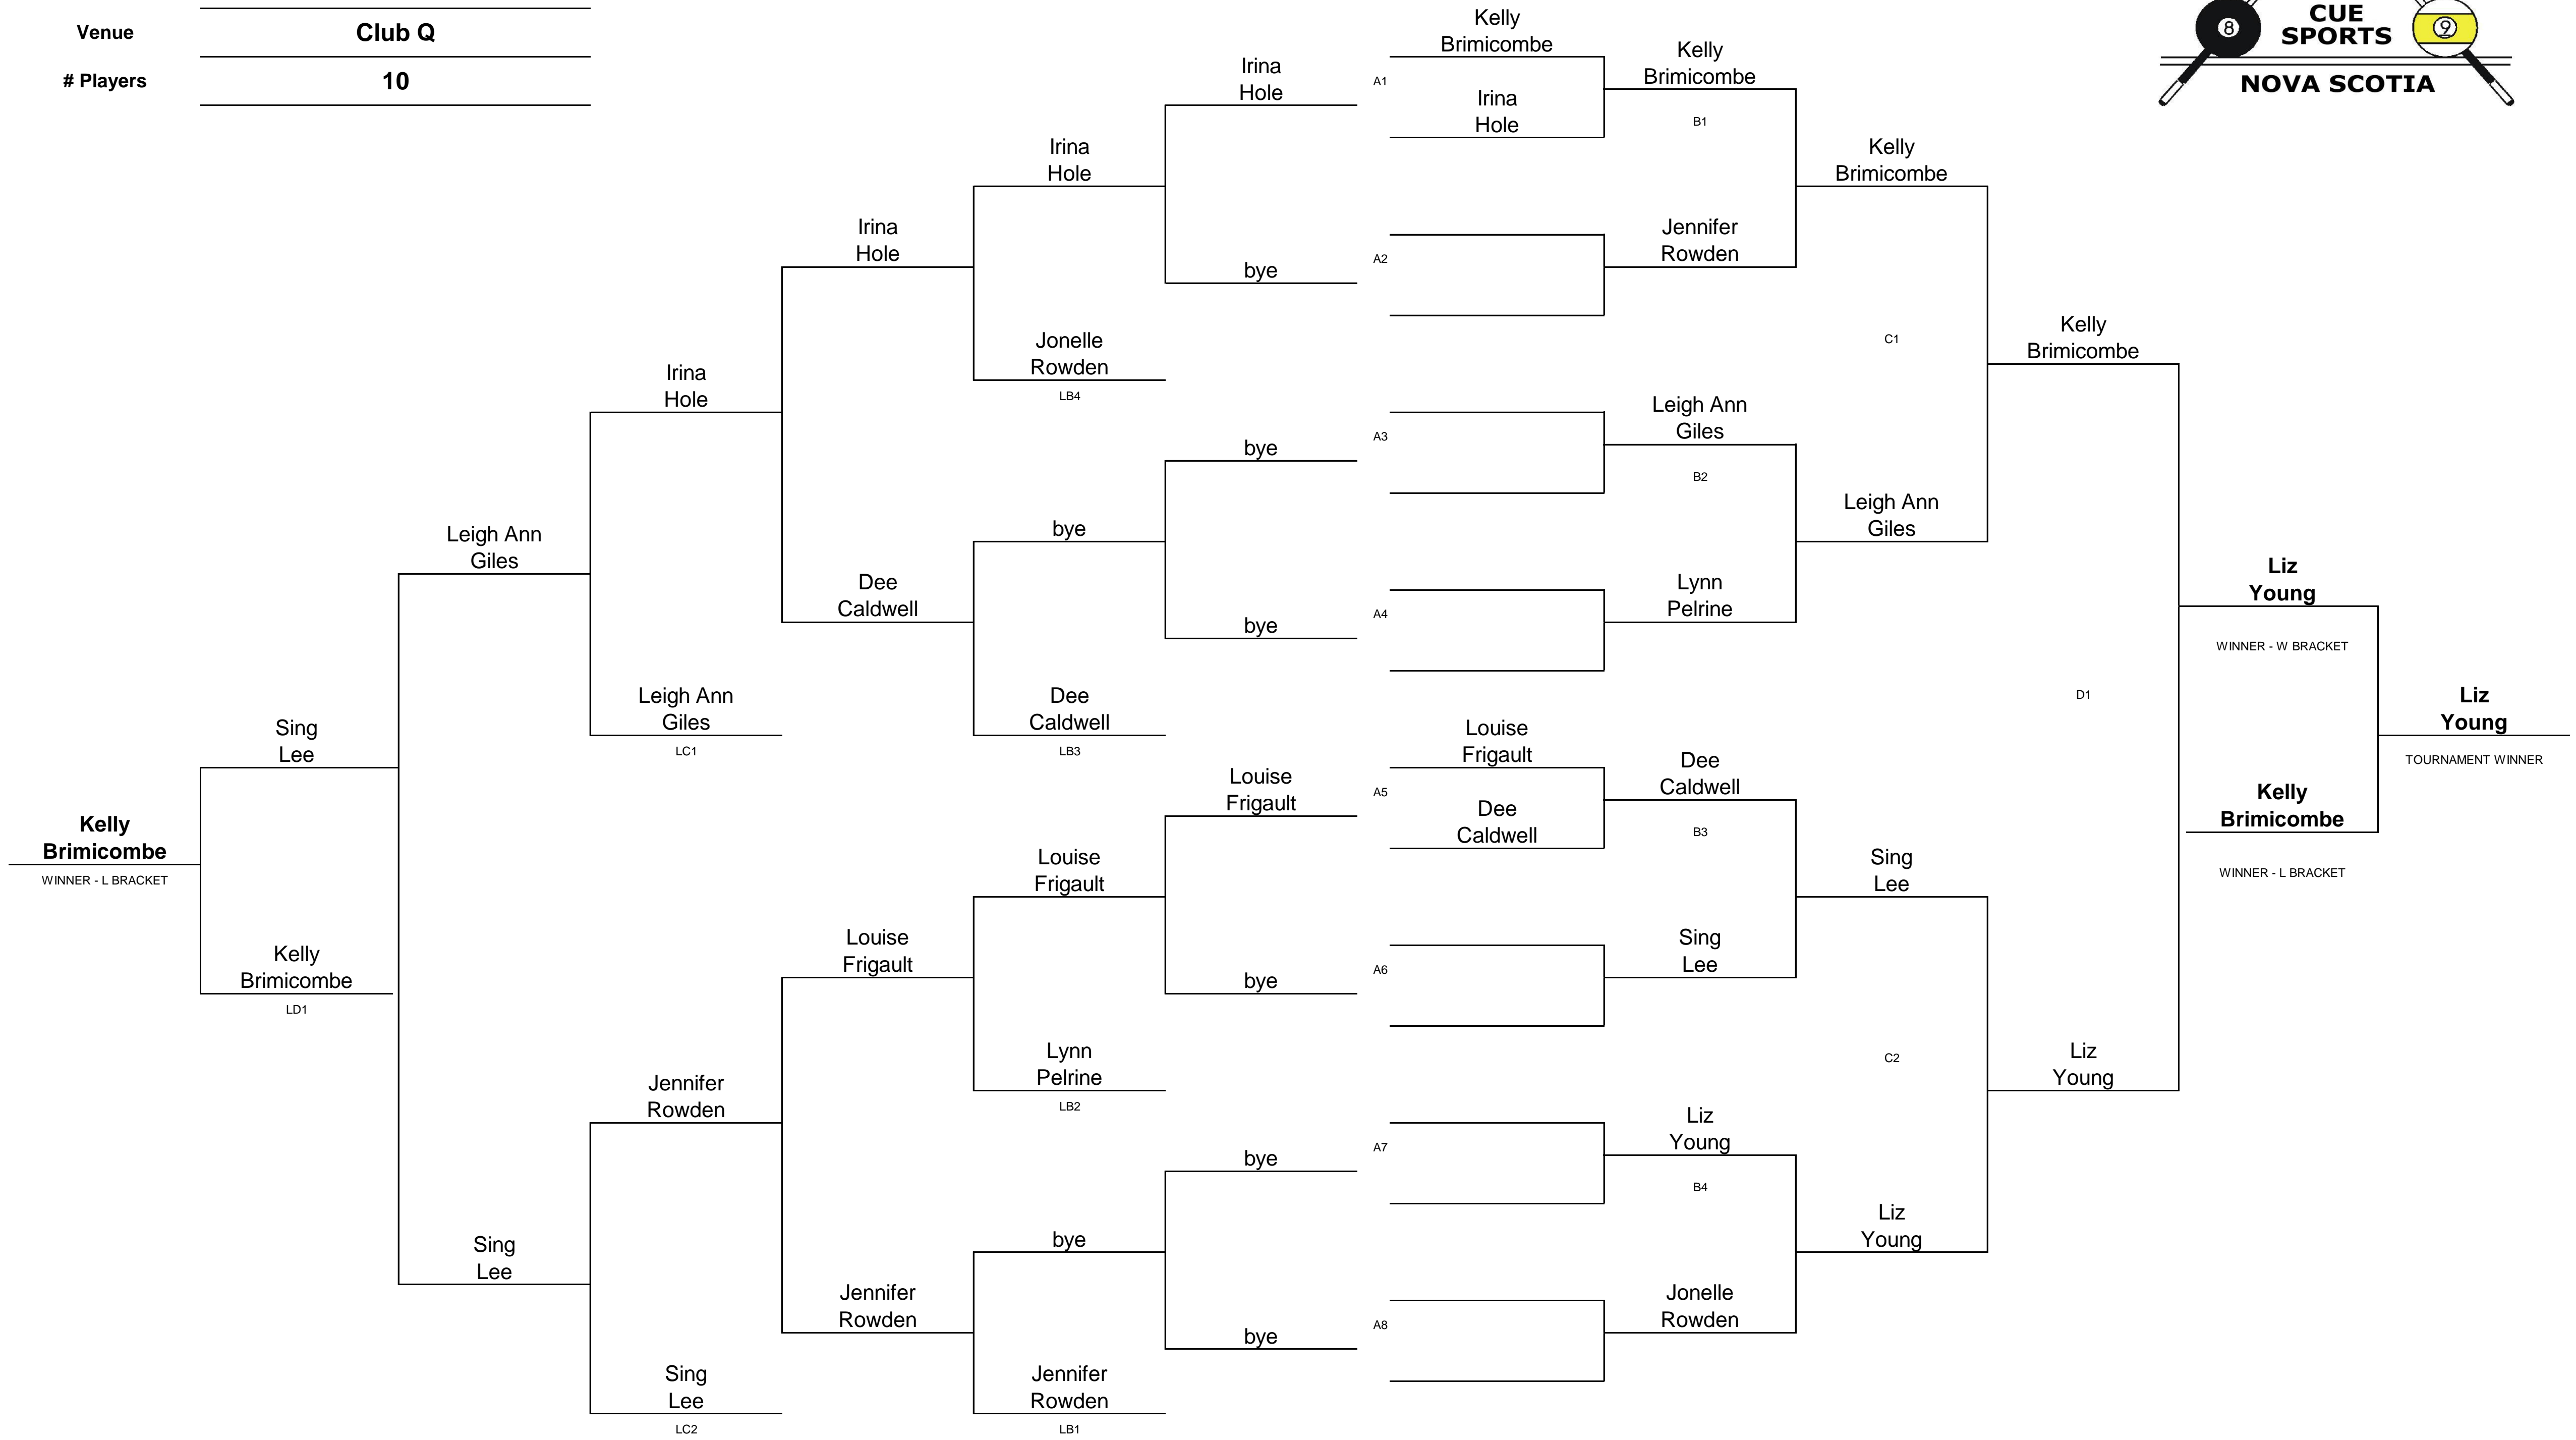 Venue
Club Q
# Players
10
8
CUE
SPORTS
9
NOVA SCOTIA
Kelly
Brimicombe
WINNER - L BRACKET
Sing
Lee
Kelly
Brimicombe
LD1
Leigh Ann
Giles
Sing
Lee
Irina
Hole
Leigh Ann
Giles
LC1
Jennifer
Rowden
Sing
Lee
LC2
Irina
Hole
Dee
Caldwell
Louise
Frigault
Jennifer
Rowden
Irina
Hole
Jonelle
Rowden
LB4
bye
Dee
Caldwell
LB3
Louise
Frigault
Lynn
Pelrine
LB2
bye
Jennifer
Rowden
LB1
Irina
Hole
bye
bye
bye
Louise
Frigault
bye
bye
bye
A1
A2
A3
A4
A5
A6
A7
A8
Kelly
Brimicombe
Irina
Hole
Louise
Frigault
Dee
Caldwell
Kelly
Brimicombe
B1
Jennifer
Rowden
Leigh Ann
Giles
B2
Lynn
Pelrine
Dee
Caldwell
B3
Sing
Lee
Liz
Young
B4
Jonelle
Rowden
Kelly
Brimicombe
C1
Leigh Ann
Giles
Sing
Lee
C2
Liz
Young
Kelly
Brimicombe
D1
Liz
Young
Liz
Young
WINNER - W BRACKET
Kelly
Brimicombe
WINNER - L BRACKET
Liz
Young
TOURNAMENT WINNER